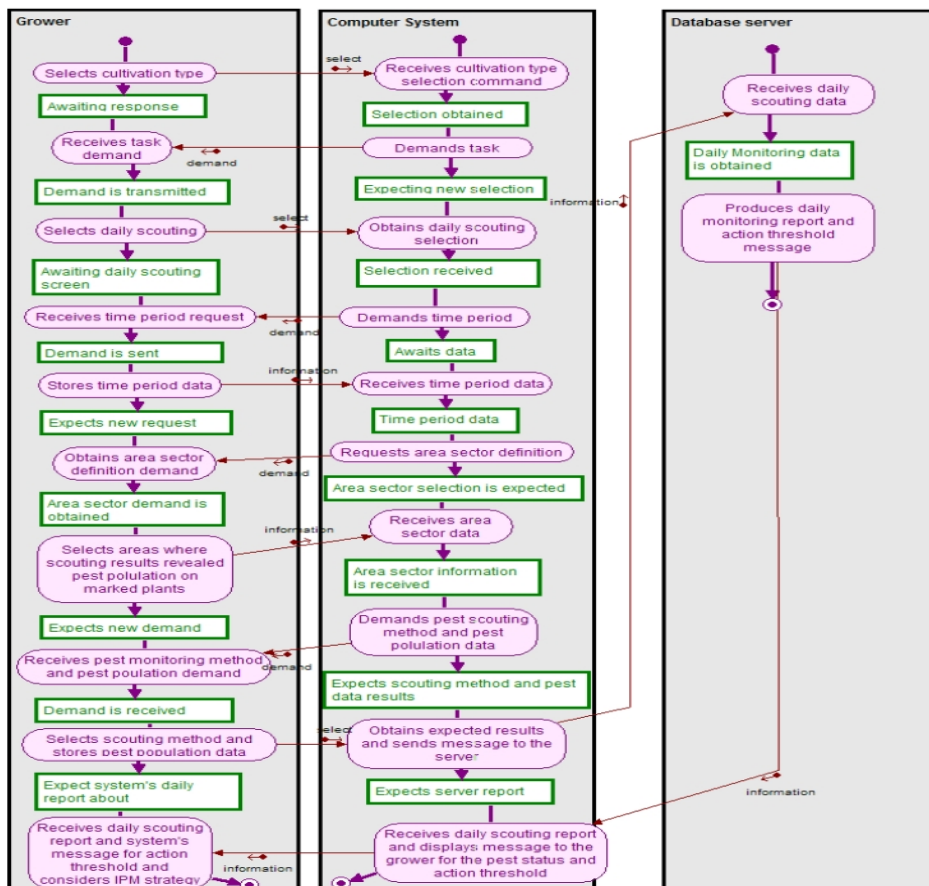 Grower
Selects cultivation type
Awaiting response
Receives task
demand
Demand is transmitted
Selects daily scouting
Awaiting daily scouting
screen
Receives time period request
Demand is sent
Stores time period data
Expects new request
Obtains area sector
definition demand
Area sector demand is
obtained
Selects areas where
scouting results revealed
pest polulation on
marked plants
Expects new demand
Receives pest monitoring method
and pest poulation demand
Demand is received
Selects scouting method and
stores pest population data
Expect system's daily
report about
Receives daily scouting
report and system's
message for action
threshold and
considers IPM strategy
select
demand
select
demand
information
demand
information
demand
select
information
Computer System
Receives cultivation type
selection command
Selection obtained
Demands task
Expecting new selection
Obtains daily scouting
selection
Selection received
Demands time period
Awaits data
Receives time period data
Time period data
Requests area sector definition
Area sector selection is expected
Receives area
sector data
Area sector information
is received
Demands pest scouting
method and pest
polulation data
Expects scouting method and pest
data results
Obtains expected results
and sends message to the
server
Expects server report
Receives daily scouting report
and displays message to the
grower for the pest status and
action threshold
information
Database server
Receives daily
scouting data
Daily Monitoring data
is obtained
Produces daily
monitoring report and
action threshold
message
information